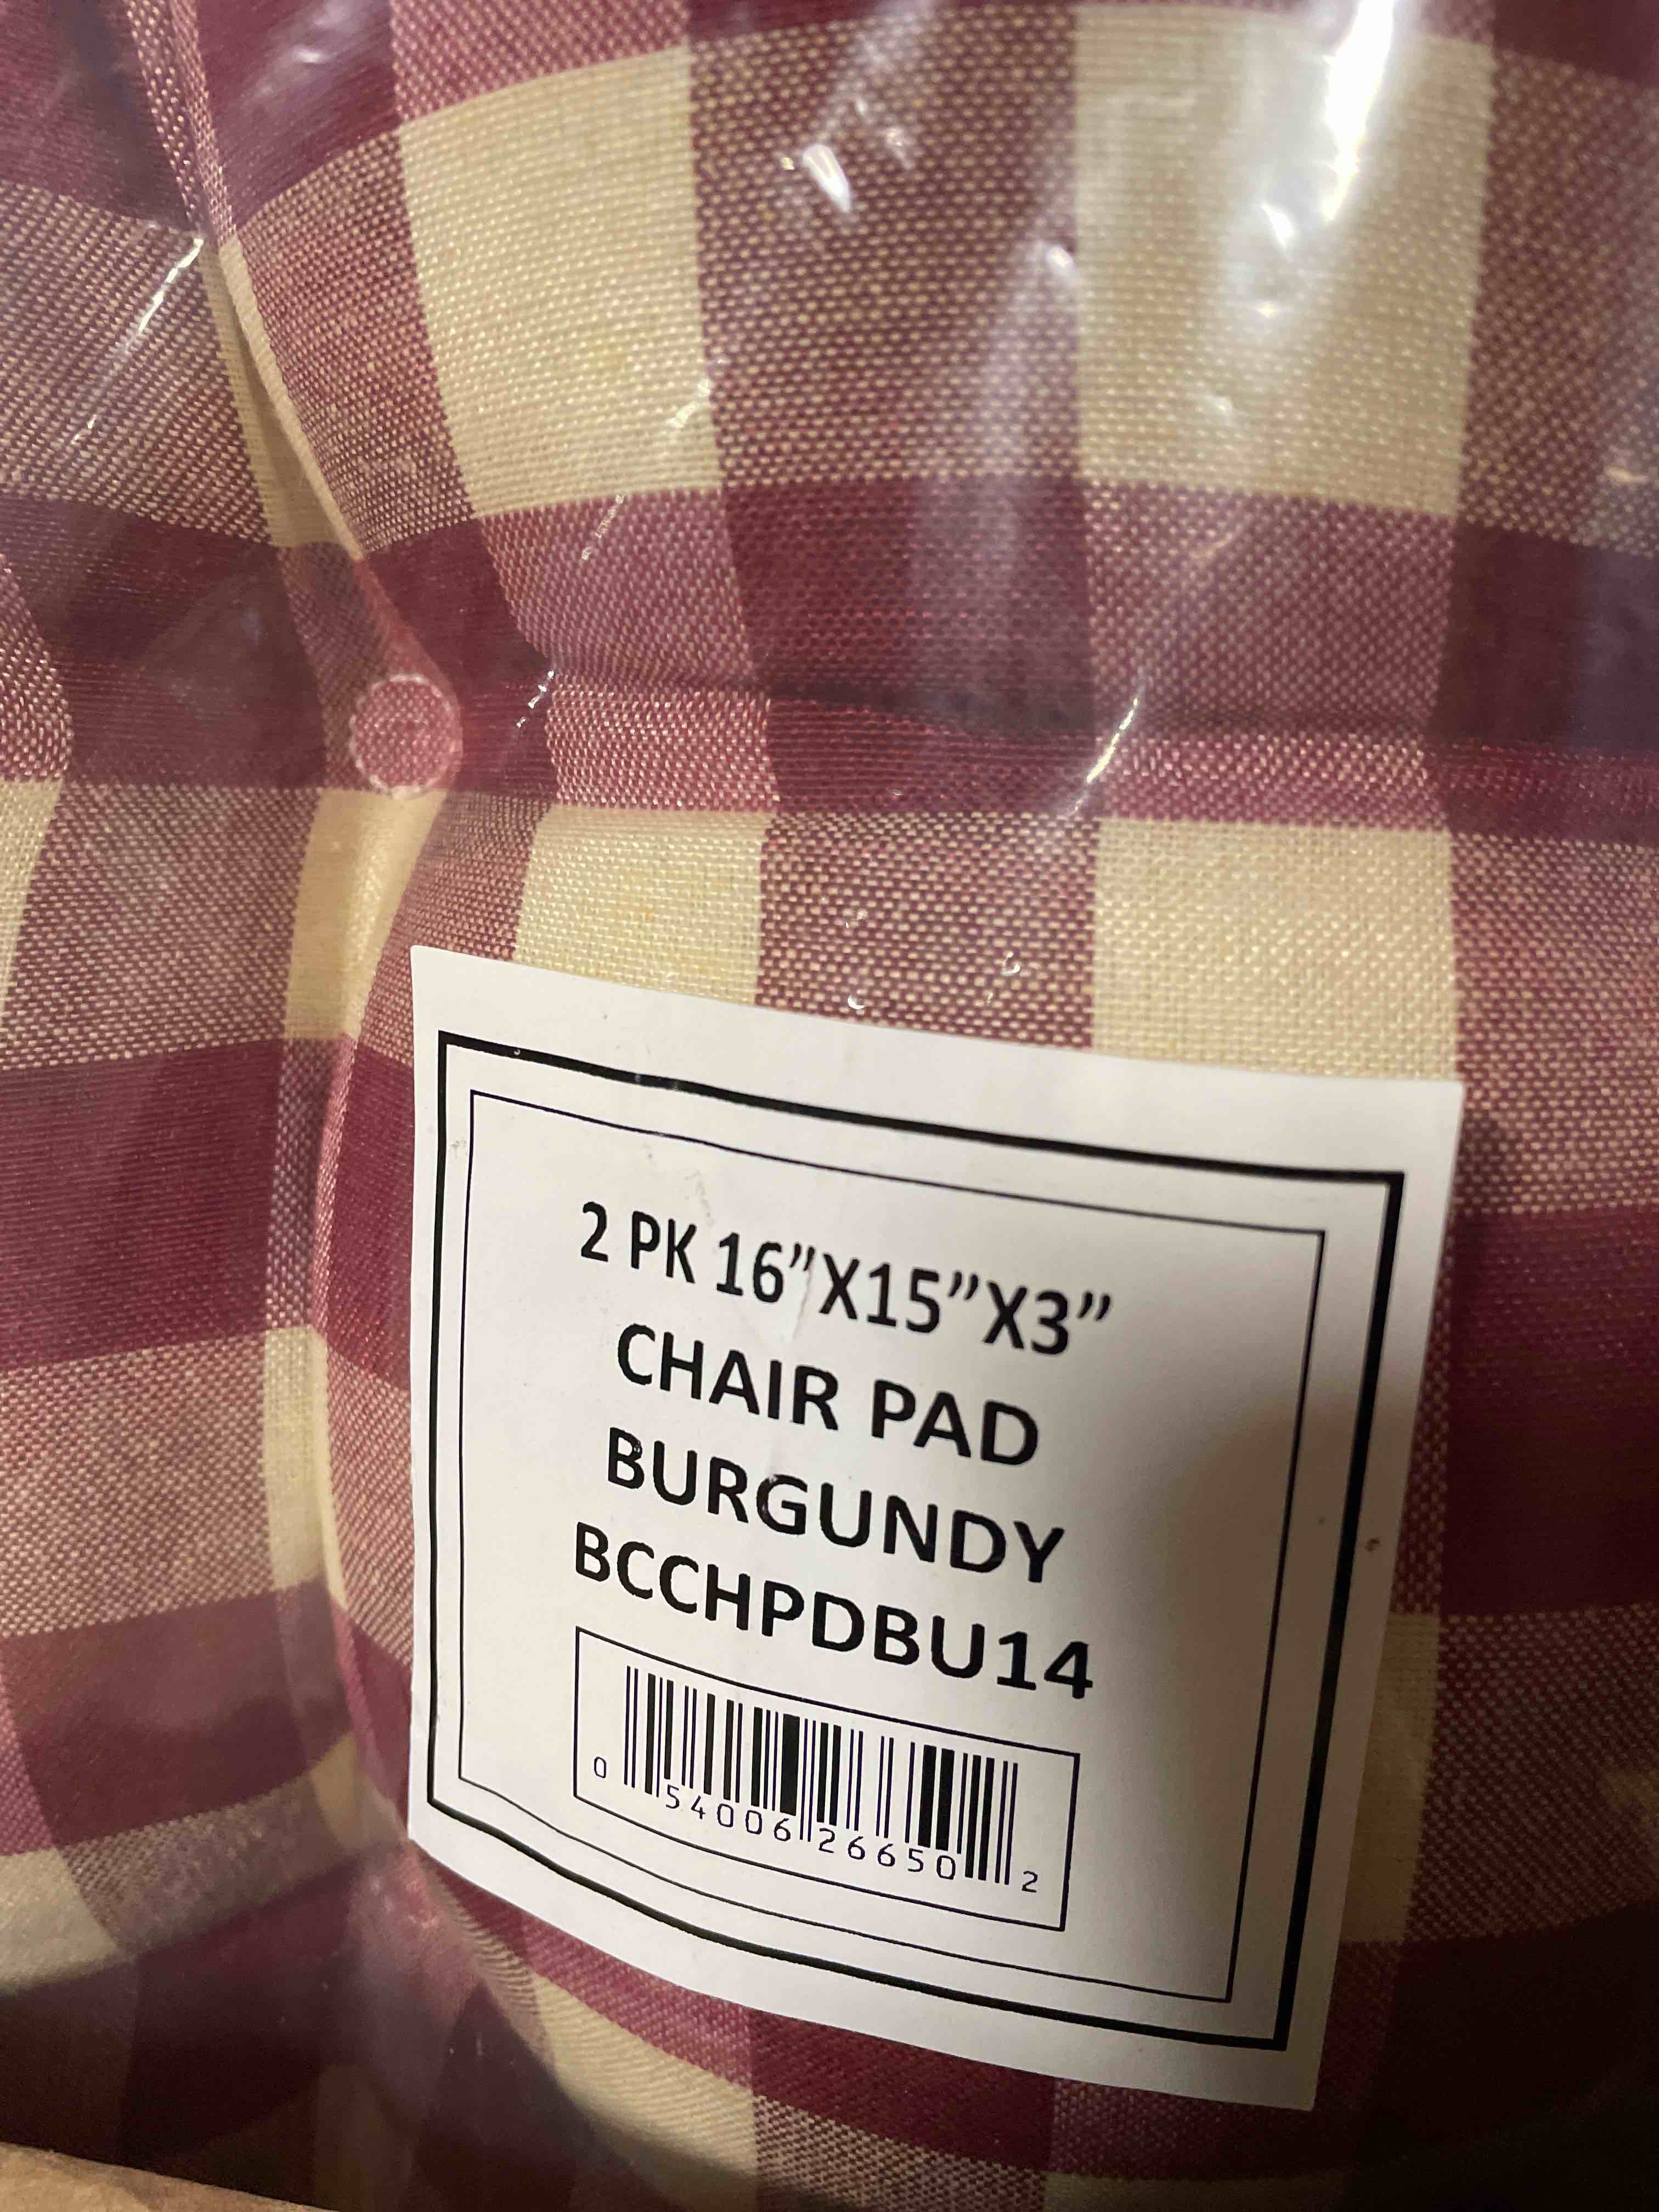 2 PK 16”X15”X3”
CHAIR PAD
BURGUNDY
BCCHPDBU14
0 54006 26650 2